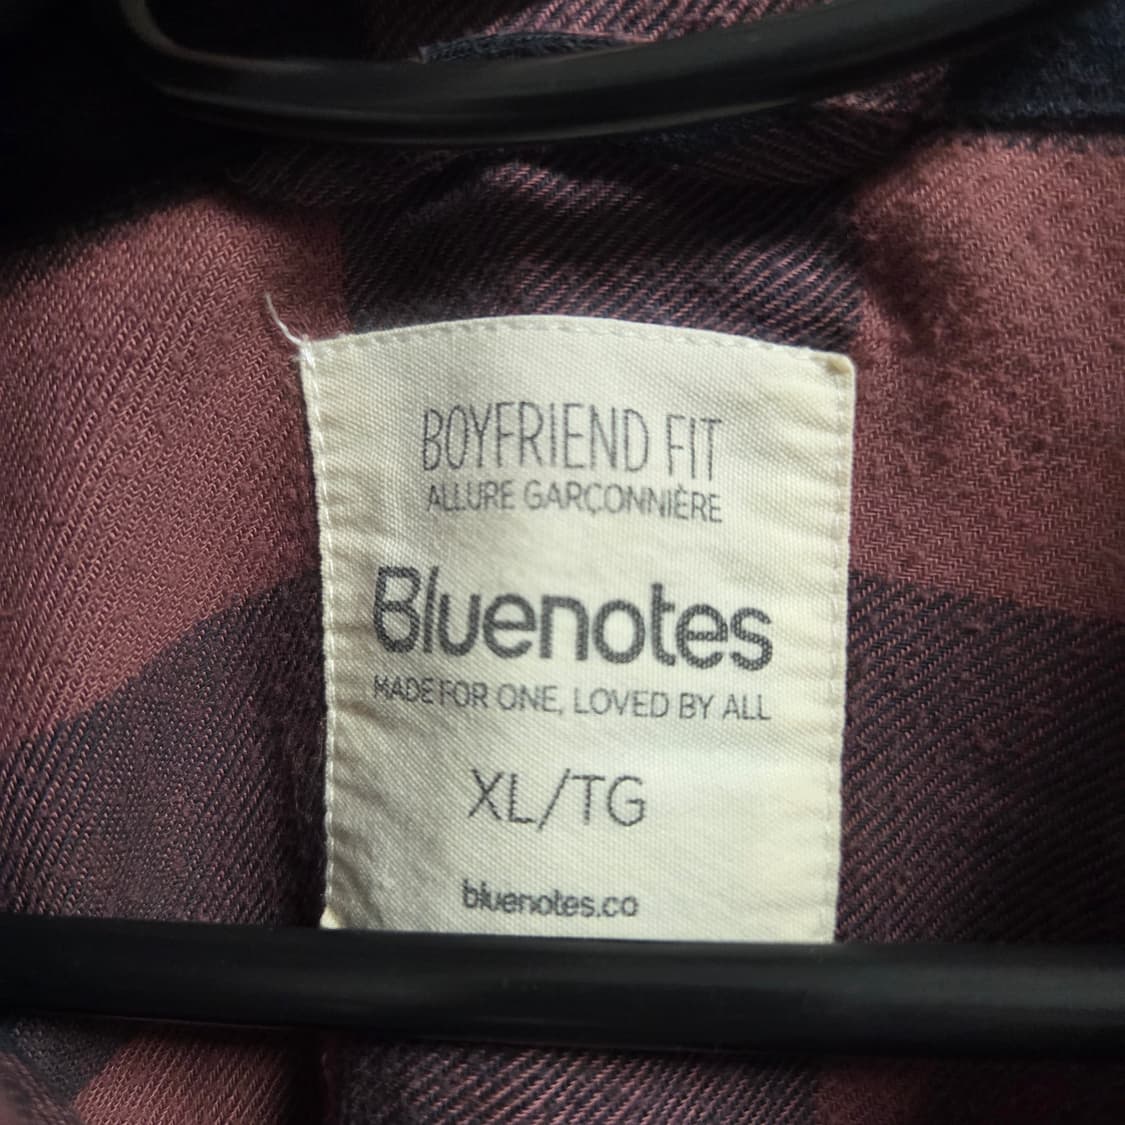 BOYFRIEND FIT
ALLURE GARÇONNIÈRE
Bluenotes
MADE FOR ONE, LOVED BY ALL
XL/TG
bluenotes.co